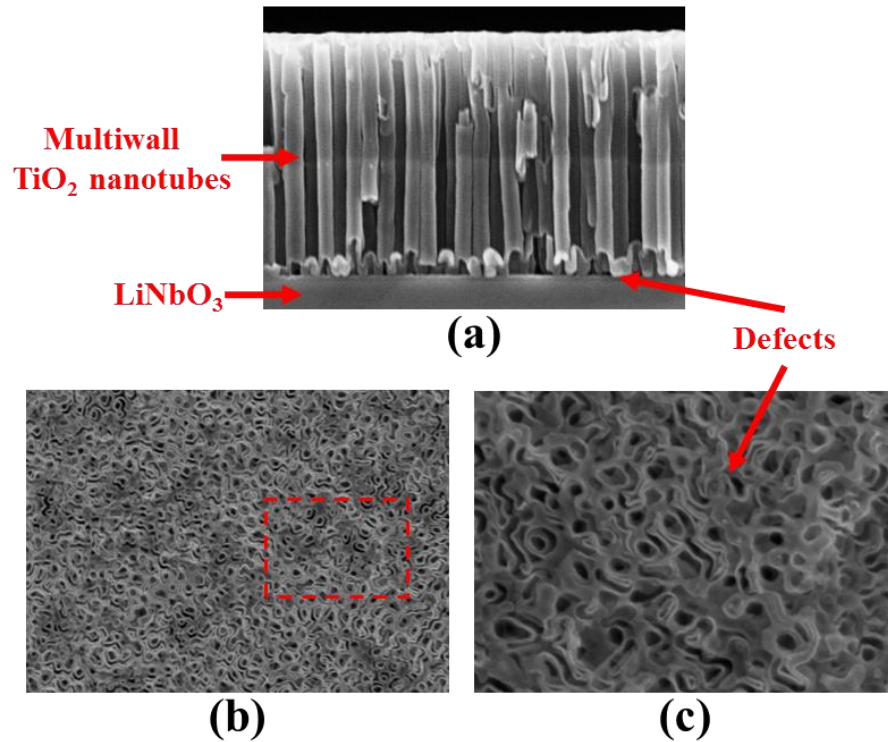 Multiwall
TiO₂ nanotubes
LiNbO₃
(a)
Defects
(b)
(c)